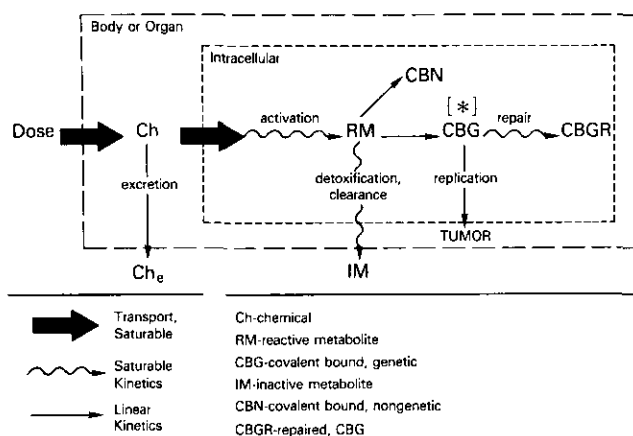 Body or Organ
Intracellular
CBN
[*]
Dose
Ch
activation
RM
CBG
repair
CBGR
excretion
detoxification,
clearance
replication
TUMOR
Ch_e
IM
Transport,
Saturable
Saturable
Kinetics
Linear
Kinetics
Ch-chemical
RM-reactive metabolite
CBG-covalent bound, genetic
IM-inactive metabolite
CBN-covalent bound, nongenetic
CBGR-repaired, CBG